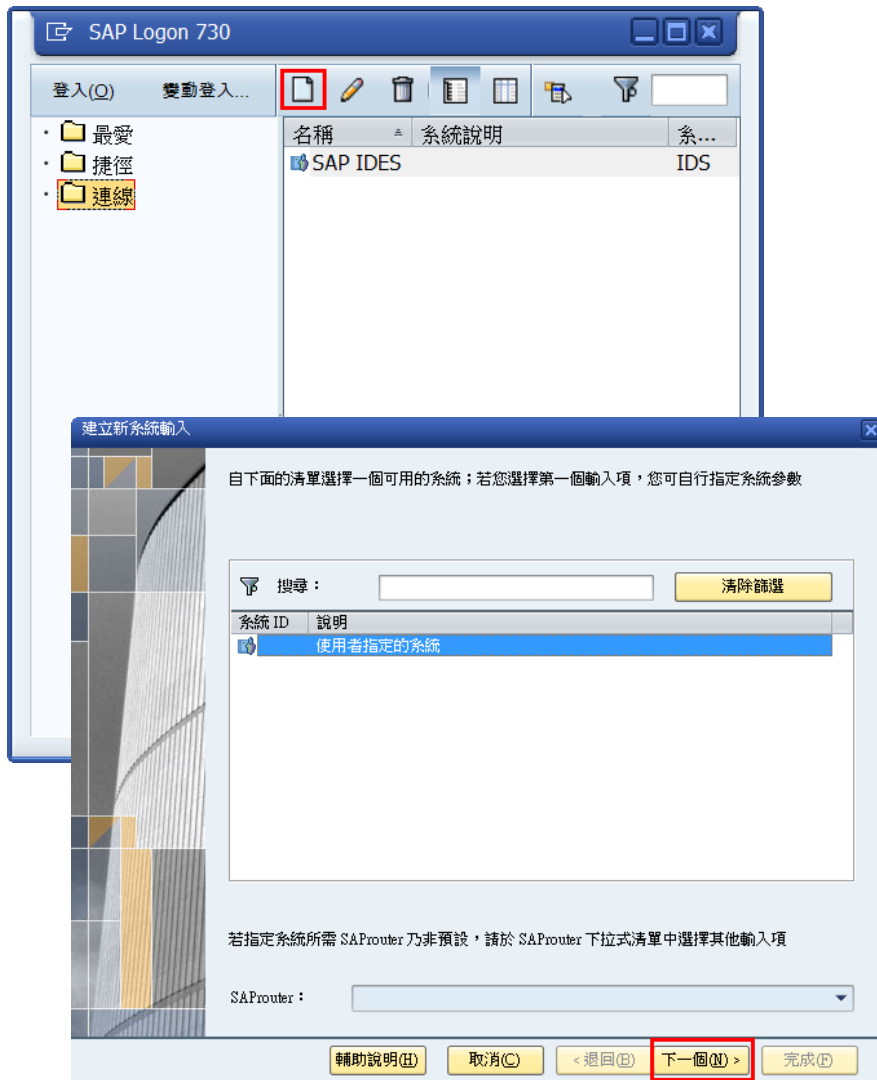 SAP Logon 730
登入(O) 變動登入...
最愛
捷徑
連線
名稱 系統說明 系...
SAP IDES IDS
建立新系統輸入
自下面的清單選擇一個可用的系統；若您選擇第一個輸入項，您可自行指定系統參數
搜尋： 清除篩選
系統 ID 說明
使用者指定的系統
若指定系統所需 SAProuter 乃非預設，請於 SAProuter 下拉式清單中選擇其他輸入項
SAProuter：
輔助說明(H) 取消(C) <退回(B) 下一個(N) > 完成(F)